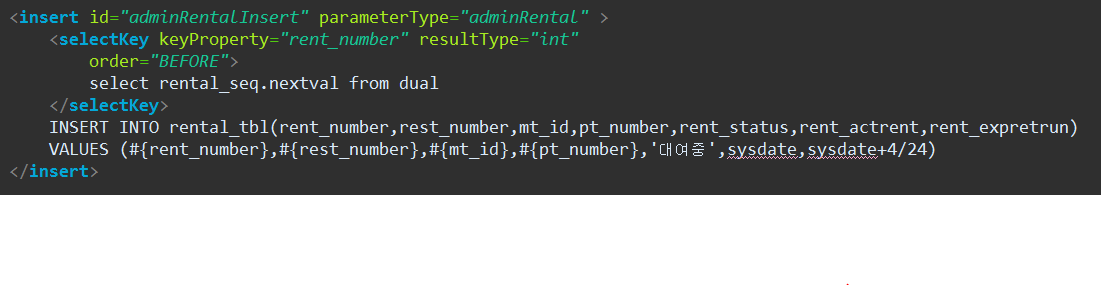 <insert id="adminRentalInsert" parameterType="adminRental" >
<selectKey keyProperty="rent_number" resultType="int"
order="BEFORE">
select rental_seq.nextval from dual
</selectKey>
INSERT INTO rental_tbl(rent_number,rest_number,mt_id,pt_number,rent_status,rent_actrent,rent_expretrun)
VALUES (#{rent_number},#{rest_number},#{mt_id},#{pt_number},'대여중',sysdate,sysdate+4/24)
</insert>